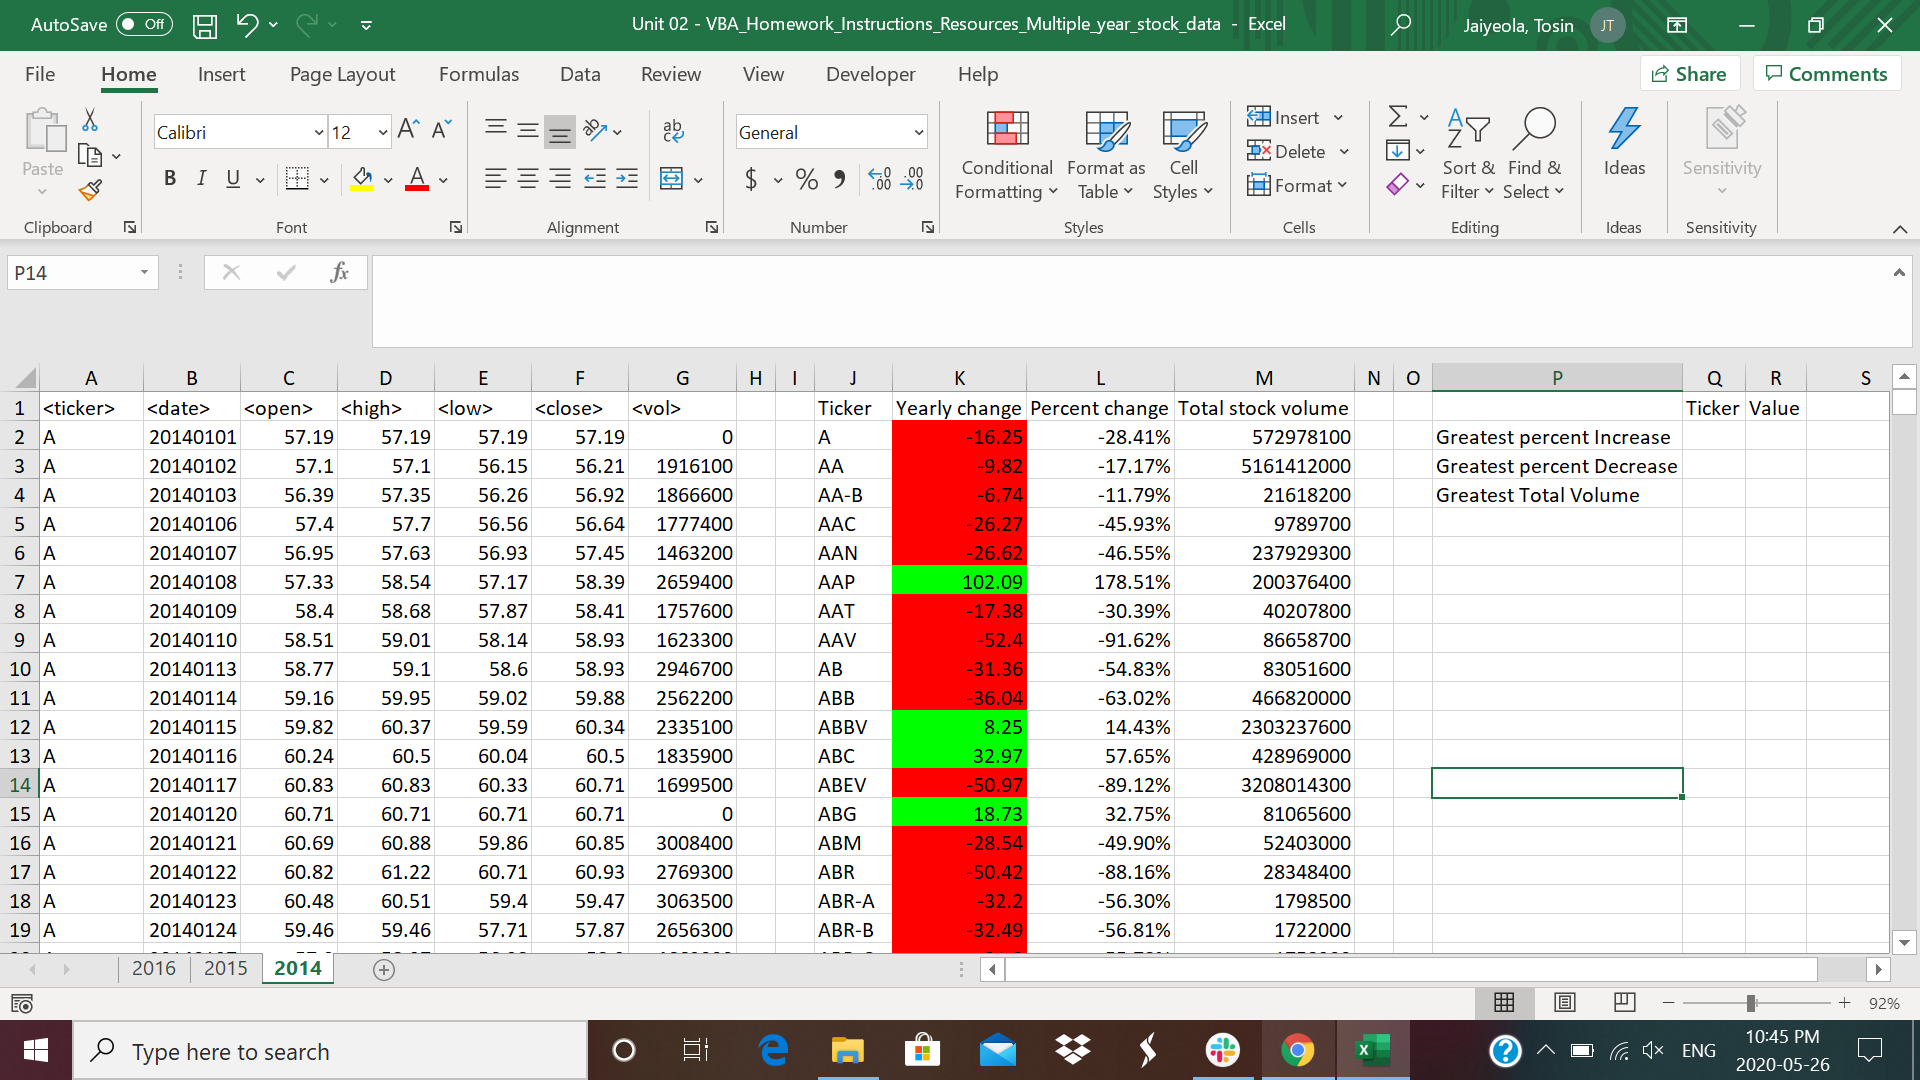 AutoSave Off Unit 02 - VBA_Homework_Instructions_Resources_Multiple_year_stock_data - Excel Jaiyeola, Tosin JT
File Home Insert Page Layout Formulas Data Review View Developer Help Share Comments
Paste Calibri 12 General Conditional Formatting Format as Table Cell Styles Insert Delete Format Sort & Filter Find & Select Ideas Sensitivity
Clipboard Font Alignment Number Styles Cells Editing Ideas Sensitivity
P14 fx
A B C D E F G H I J K L M N O P Q R S
1 <ticker> <date> <open> <high> <low> <close> <vol> Ticker Yearly change Percent change Total stock volume Ticker Value
2 A 20140101 57.19 57.19 57.19 57.19 0 A -16.25 -28.41% 572978100 Greatest percent Increase
3 A 20140102 57.1 57.1 56.15 56.21 1916100 AA -9.82 -17.17% 5161412000 Greatest percent Decrease
4 A 20140103 56.39 57.35 56.26 56.92 1866600 AA-B -6.74 -11.79% 21618200 Greatest Total Volume
5 A 20140106 57.4 57.7 56.56 56.64 1777400 AAC -26.27 -45.93% 9789700
6 A 20140107 56.95 57.63 56.93 57.45 1463200 AAN -26.62 -46.55% 237929300
7 A 20140108 57.33 58.54 57.17 58.39 2659400 AAP 102.09 178.51% 200376400
8 A 20140109 58.4 58.68 57.87 58.41 1757600 AAT -17.38 -30.39% 40207800
9 A 20140110 58.51 59.01 58.14 58.93 1623300 AAV -52.4 -91.62% 86658700
10 A 20140113 58.77 59.1 58.6 58.93 2946700 AB -31.36 -54.83% 83051600
11 A 20140114 59.16 59.95 59.02 59.88 2562200 ABB -36.04 -63.02% 466820000
12 A 20140115 59.82 60.37 59.59 60.34 2335100 ABBV 8.25 14.43% 2303237600
13 A 20140116 60.24 60.5 60.04 60.5 1835900 ABC 32.97 57.65% 428969000
14 A 20140117 60.83 60.83 60.33 60.71 1699500 ABEV -50.97 -89.12% 3208014300
15 A 20140120 60.71 60.71 60.71 60.71 0 ABG 18.73 32.75% 81065600
16 A 20140121 60.69 60.88 59.86 60.85 3008400 ABM -28.54 -49.90% 52403000
17 A 20140122 60.82 61.22 60.71 60.93 2769300 ABR -50.42 -88.16% 28348400
18 A 20140123 60.48 60.51 59.4 59.47 3063500 ABR-A -32.2 -56.30% 1798500
19 A 20140124 59.46 59.46 57.71 57.87 2656300 ABR-B -32.49 -56.81% 1722000
2016 2015 2014
92%
Type here to search ENG 10:45 PM
2020-05-26